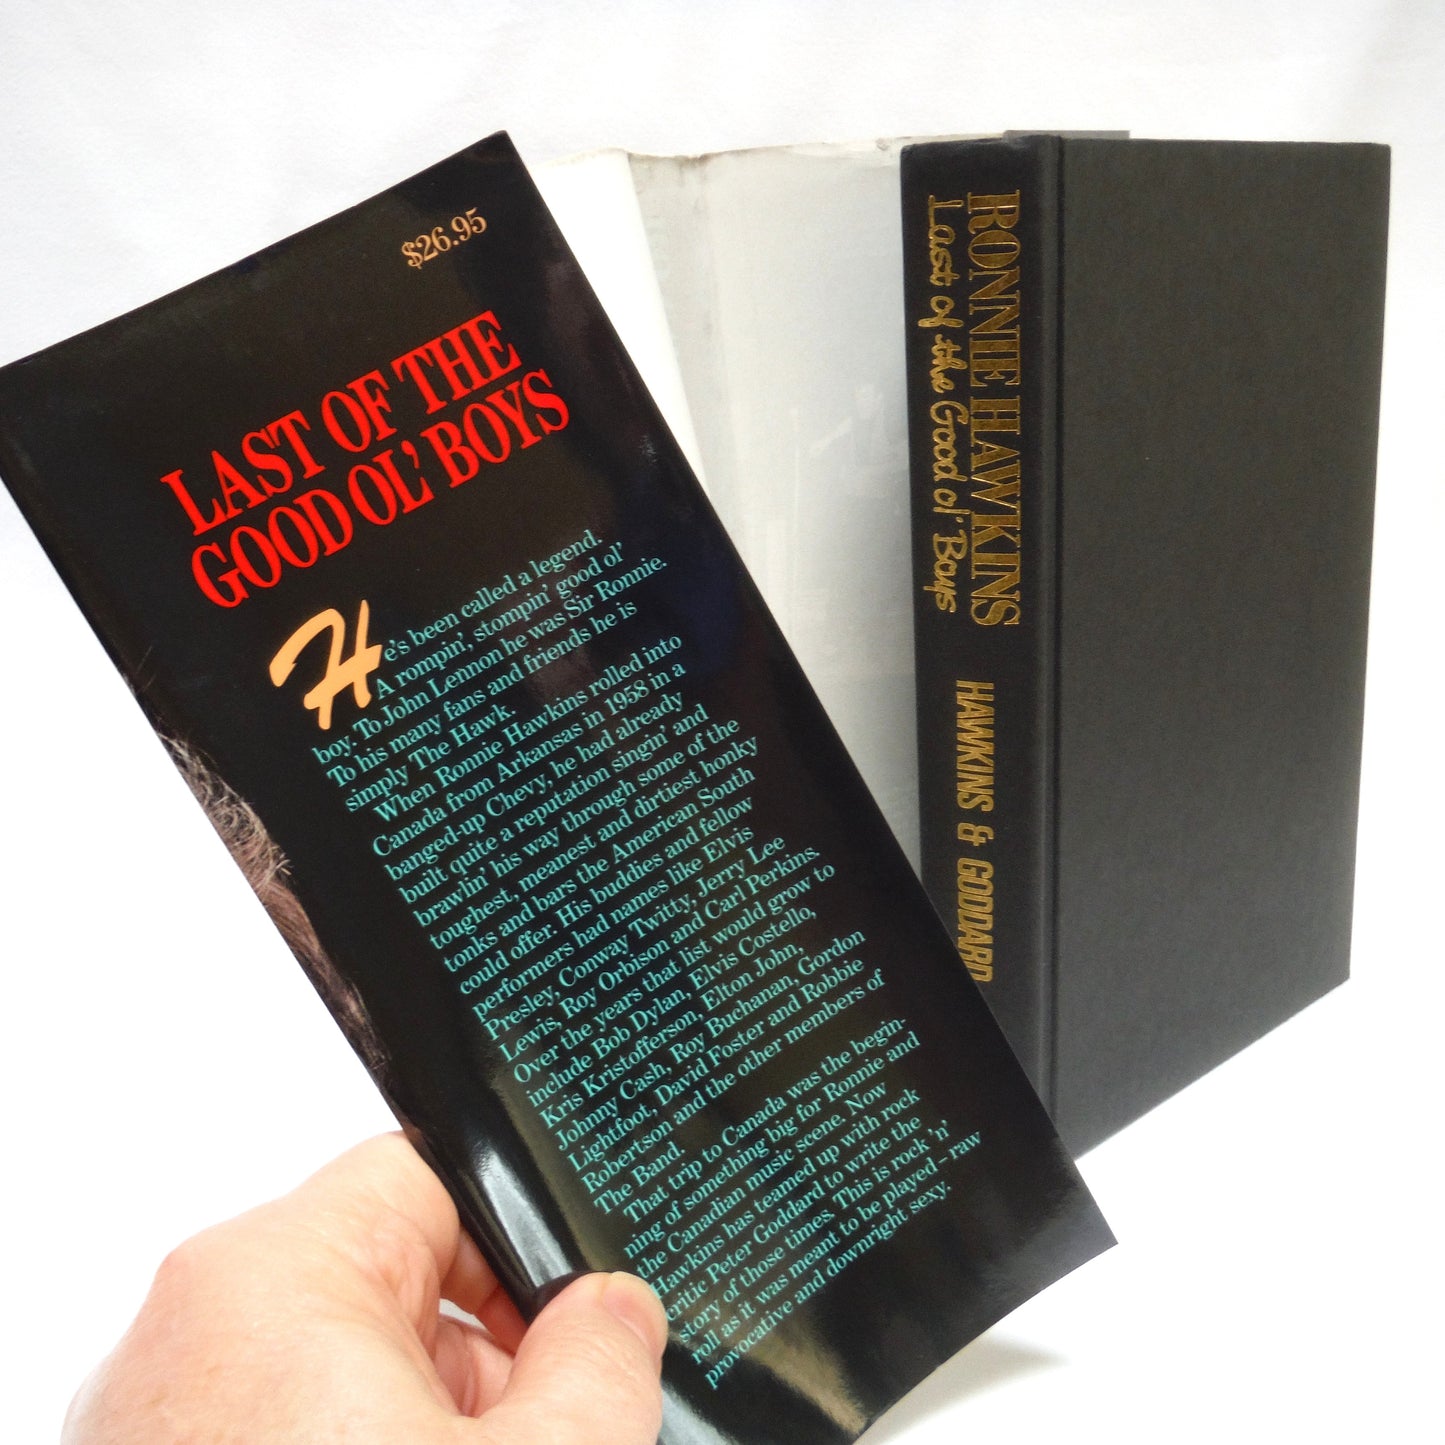 $26.95
LAST OF THE
GOOD OL' BOYS
He's been called a legend.
A rompin', stompin' good ol'
boy. To John Lennon he was Sir Ronnie.
To his many fans and friends he is
simply The Hawk.
When Ronnie Hawkins rolled into
Canada from Arkansas in 1958 in a
banged-up Chevy, he had already
built quite a reputation singin' and
brawlin' his way through some of the
toughest, meanest and dirtiest honky
tonks and bars the American South
could offer. His buddies and fellow
performers had names like Elvis
Presley, Conway Twitty, Jerry Lee
Lewis, Roy Orbison and Carl Perkins.
Over the years that list would grow to
include Bob Dylan, Elvis Costello,
Kris Kristofferson, Elton John,
Johnny Cash, Roy Buchanan, Gordon
Lightfoot, David Foster and Robbie
Robertson and the other members of
The Band.
That trip to Canada was the begin-
ning of something big for Ronnie and
the Canadian music scene. Now
Hawkins has teamed up with rock
critic Peter Goddard to write the
story of those times. This is rock 'n'
roll as it was meant to be played – raw
provocative and downright sexy.
RONNIE HAWKINS
Last of the Good ol' Boys
HAWKINS & GODDARD